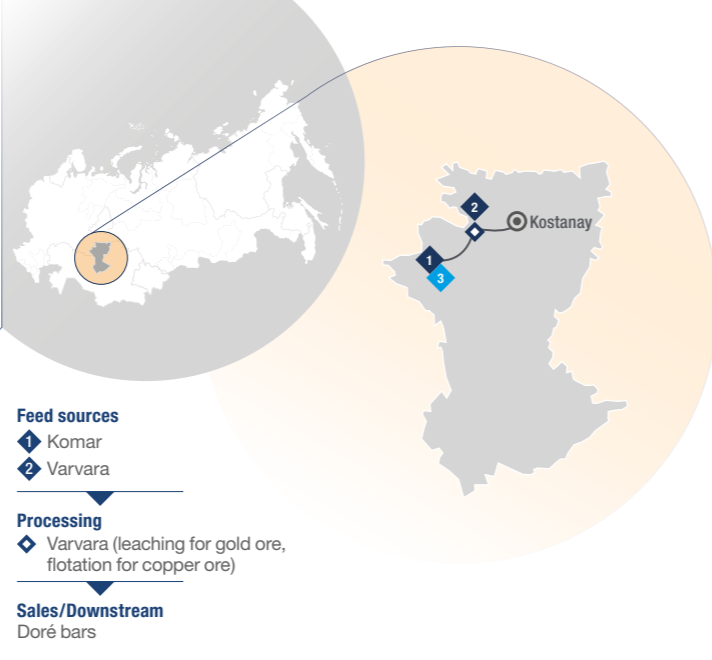 2
Kostanay
1
3
Feed sources
1 Komar
2 Varvara
Processing
Varvara (leaching for gold ore,
flotation for copper ore)
Sales/Downstream
Doré bars